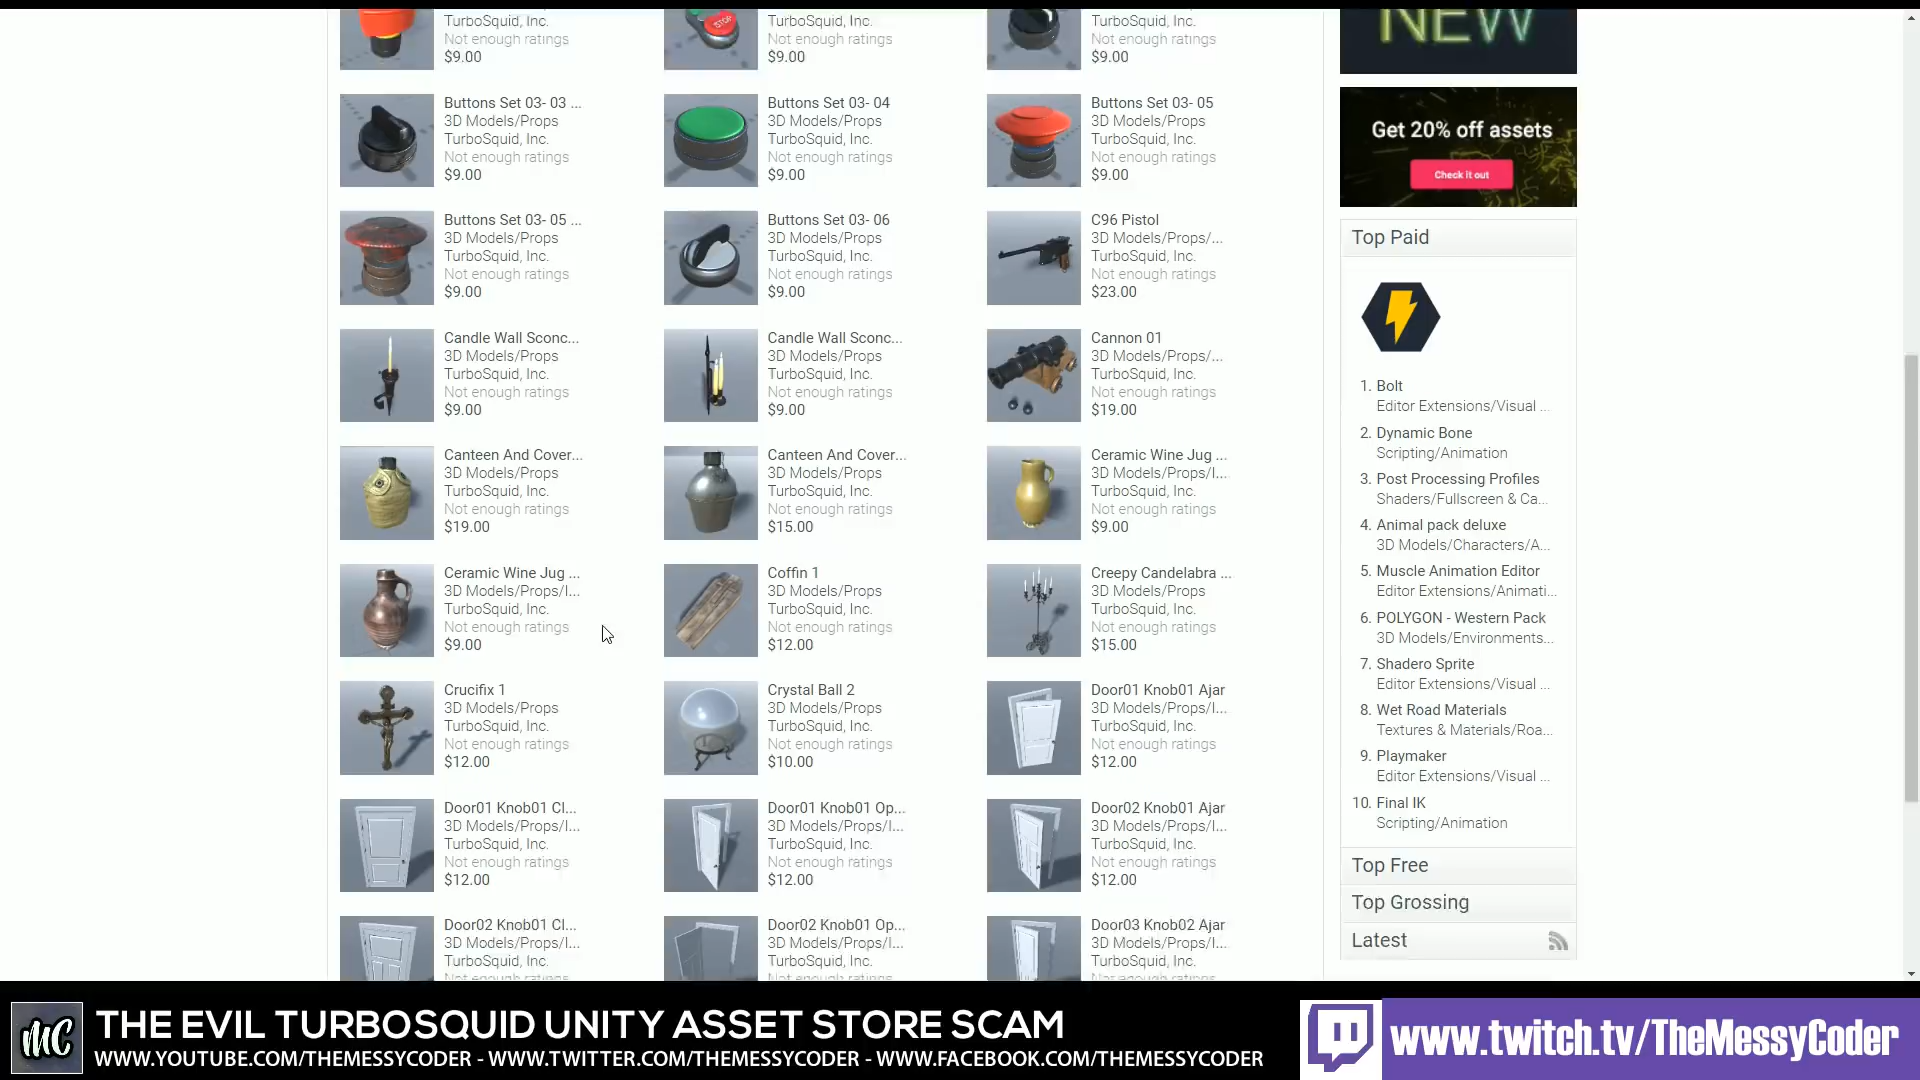 TurboSquid, Inc.
Not enough ratings
$9.00
STOP
TurboSquid, Inc.
Not enough ratings
$9.00
TurboSquid, Inc.
Not enough ratings
$9.00
Buttons Set 03- 03 ...
3D Models/Props
TurboSquid, Inc.
Not enough ratings
$9.00
Buttons Set 03- 04
3D Models/Props
TurboSquid, Inc.
Not enough ratings
$9.00
Buttons Set 03- 05
3D Models/Props
TurboSquid, Inc.
Not enough ratings
$9.00
Buttons Set 03- 05 ...
3D Models/Props
TurboSquid, Inc.
Not enough ratings
$9.00
Buttons Set 03- 06
3D Models/Props
TurboSquid, Inc.
Not enough ratings
$9.00
C96 Pistol
3D Models/Props/...
TurboSquid, Inc.
Not enough ratings
$23.00
Candle Wall Sconc...
3D Models/Props
TurboSquid, Inc.
Not enough ratings
$9.00
Candle Wall Sconc...
3D Models/Props
TurboSquid, Inc.
Not enough ratings
$9.00
Cannon 01
3D Models/Props/...
TurboSquid, Inc.
Not enough ratings
$19.00
Canteen And Cover...
3D Models/Props
TurboSquid, Inc.
Not enough ratings
$19.00
Canteen And Cover...
3D Models/Props
TurboSquid, Inc.
Not enough ratings
$15.00
Ceramic Wine Jug ...
3D Models/Props/I...
TurboSquid, Inc.
Not enough ratings
$9.00
Ceramic Wine Jug ...
3D Models/Props/I...
TurboSquid, Inc.
Not enough ratings
$9.00
Coffin 1
3D Models/Props
TurboSquid, Inc.
Not enough ratings
$12.00
Creepy Candelabra ...
3D Models/Props
TurboSquid, Inc.
Not enough ratings
$15.00
Crucifix 1
3D Models/Props
TurboSquid, Inc.
Not enough ratings
$12.00
Crystal Ball 2
3D Models/Props
TurboSquid, Inc.
Not enough ratings
$10.00
Door01 Knob01 Ajar
3D Models/Props/I...
TurboSquid, Inc.
Not enough ratings
$12.00
Door01 Knob01 Cl...
3D Models/Props/I...
TurboSquid, Inc.
Not enough ratings
$12.00
Door01 Knob01 Op...
3D Models/Props/I...
TurboSquid, Inc.
Not enough ratings
$12.00
Door02 Knob01 Ajar
3D Models/Props/I...
TurboSquid, Inc.
Not enough ratings
$12.00
Door02 Knob01 Cl...
3D Models/Props/I...
TurboSquid, Inc.
Not enough ratings
Door02 Knob01 Op...
3D Models/Props/I...
TurboSquid, Inc.
Not enough ratings
Door03 Knob02 Ajar
3D Models/Props/I...
TurboSquid, Inc.
Not enough ratings
NEW
Get 20% off assets
Check it out
Top Paid
1. Bolt
Editor Extensions/Visual ...
2. Dynamic Bone
Scripting/Animation
3. Post Processing Profiles
Shaders/Fullscreen & Ca...
4. Animal pack deluxe
3D Models/Characters/A...
5. Muscle Animation Editor
Editor Extensions/Animati...
6. POLYGON - Western Pack
3D Models/Environments...
7. Shadero Sprite
Editor Extensions/Visual ...
8. Wet Road Materials
Textures & Materials/Roa...
9. Playmaker
Editor Extensions/Visual ...
10. Final IK
Scripting/Animation
Top Free
Top Grossing
Latest
MC
THE EVIL TURBOSQUID UNITY ASSET STORE SCAM
WWW.YOUTUBE.COM/THEMESSYCODER - WWW.TWITTER.COM/THEMESSYCODER - WWW.FACEBOOK.COM/THEMESSYCODER
www.twitch.tv/TheMessyCoder